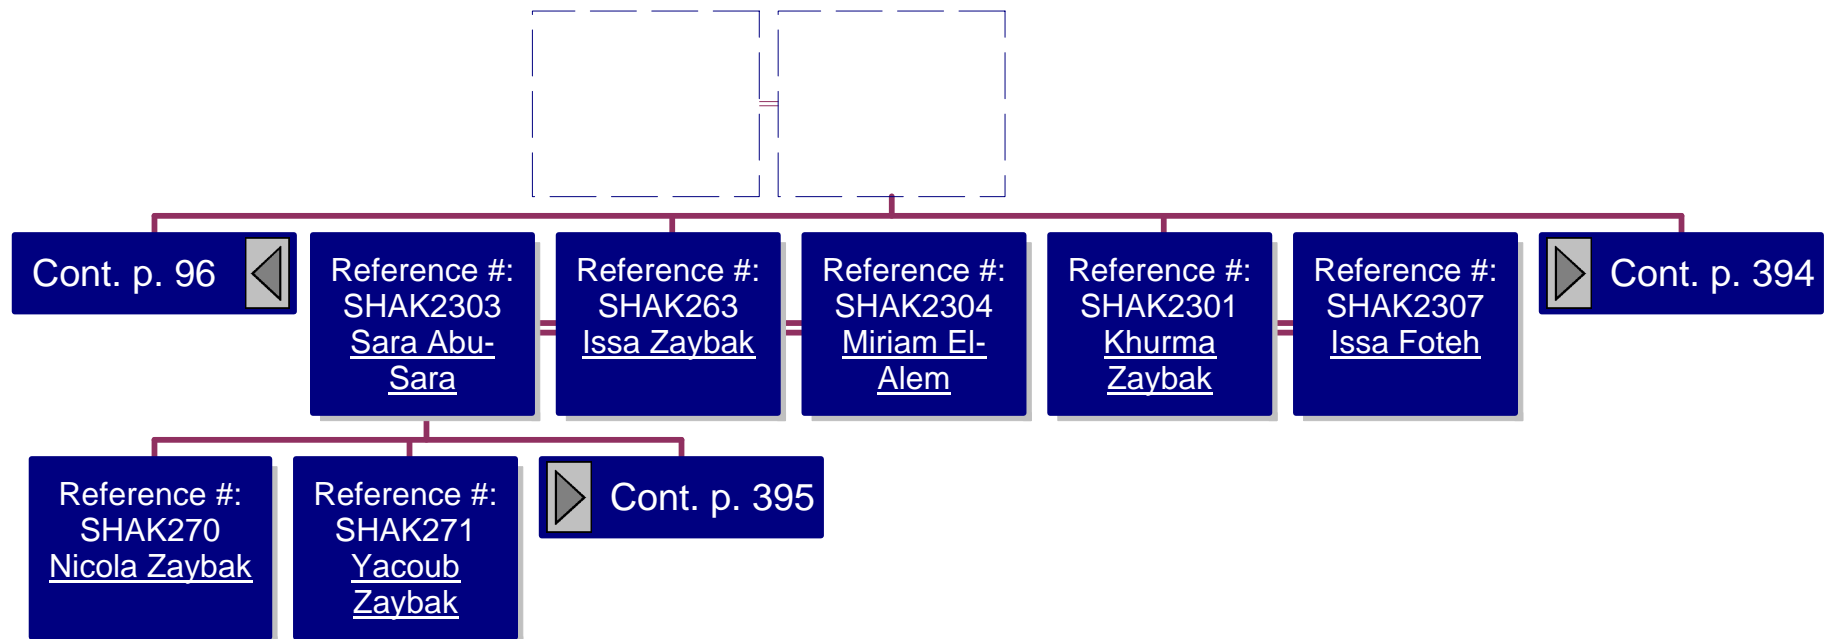 Cont. p. 96
Reference #:
SHAK2303
Sara Abu-
Sara
Reference #:
SHAK263
Issa Zaybak
Reference #:
SHAK2304
Miriam El-
Alem
Reference #:
SHAK2301
Khurma
Zaybak
Reference #:
SHAK2307
Issa Foteh
Cont. p. 394
Reference #:
SHAK270
Nicola Zaybak
Reference #:
SHAK271
Yacoub
Zaybak
Cont. p. 395